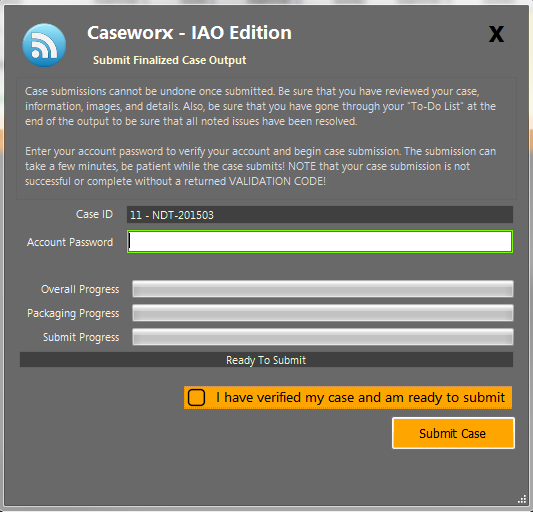 Caseworx - IAO Edition
X
Submit Finalized Case Output
Case submissions cannot be undone once submitted. Be sure that you have reviewed your case,
information, images, and details. Also, be sure that you have gone through your "To-Do List" at the
end of the output to be sure that all noted issues have been resolved.
Enter your account password to verify your account and begin case submission. The submission can
take a few minutes, be patient while the case submits! NOTE that your case submission is not
successful or complete without a returned VALIDATION CODE!
Case ID 11 - NDT-201503
Account Password
Overall Progress
Packaging Progress
Submit Progress
Ready To Submit
I have verified my case and am ready to submit
Submit Case